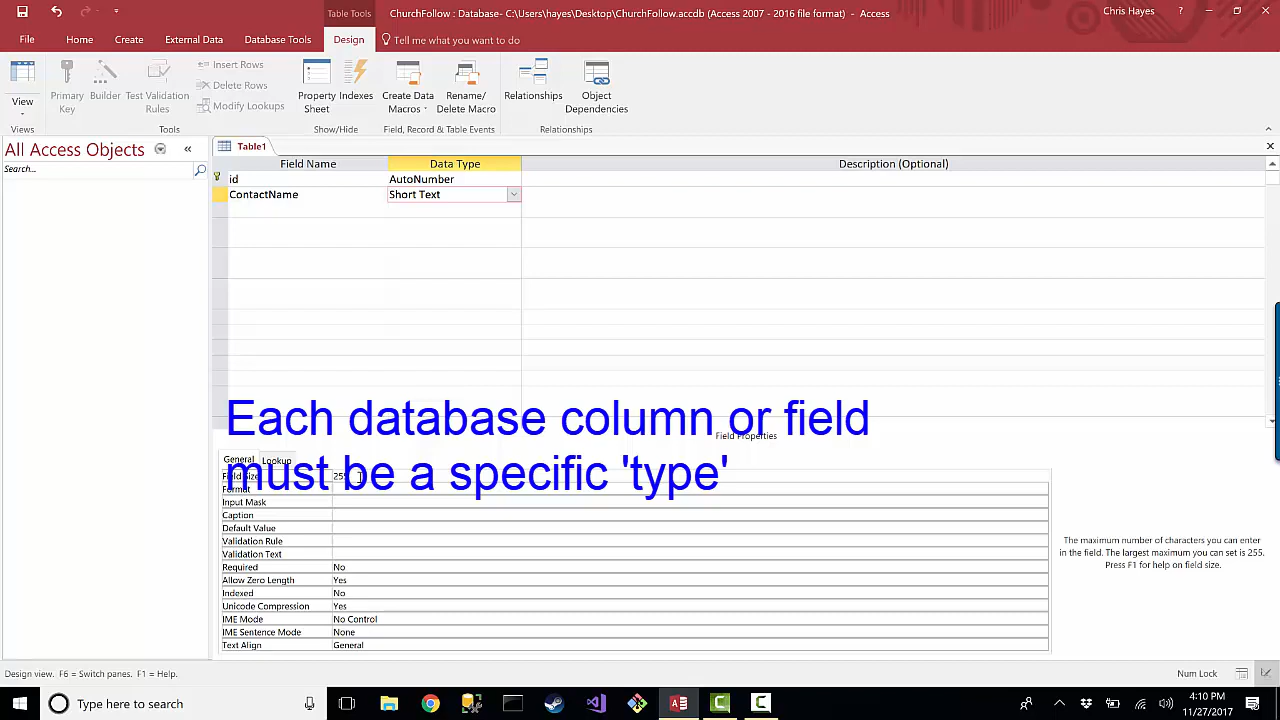 Table Tools
ChurchFollow : Database- C:\Users\hayes\Desktop\ChurchFollow.accdb (Access 2007 - 2016 file format) - Access
Chris Hayes ?
File Home Create External Data Database Tools Design Tell me what you want to do
View
Primary Key
Builder
Test Validation Rules
Insert Rows
Delete Rows
Modify Lookups
Property Sheet
Indexes
Create Data Macros
Rename/ Delete Macro
Relationships
Object Dependencies
Views Tools Show/Hide Field, Record & Table Events Relationships
All Access Objects «
Table1
Search...
Field Name Data Type Description (Optional)
id AutoNumber
ContactName Short Text
Each database column or field
must be a specific 'type'
Field Properties
General Lookup
Field Size 255
Format
Input Mask
Caption
Default Value
Validation Rule
Validation Text
Required No
Allow Zero Length Yes
Indexed No
Unicode Compression Yes
IME Mode No Control
IME Sentence Mode None
Text Align General
The maximum number of characters you can enter
in the field. The largest maximum you can set is 255.
Press F1 for help on field size.
Design view. F6 = Switch panes. F1 = Help.
Num Lock
Type here to search
4:10 PM
11/27/2017